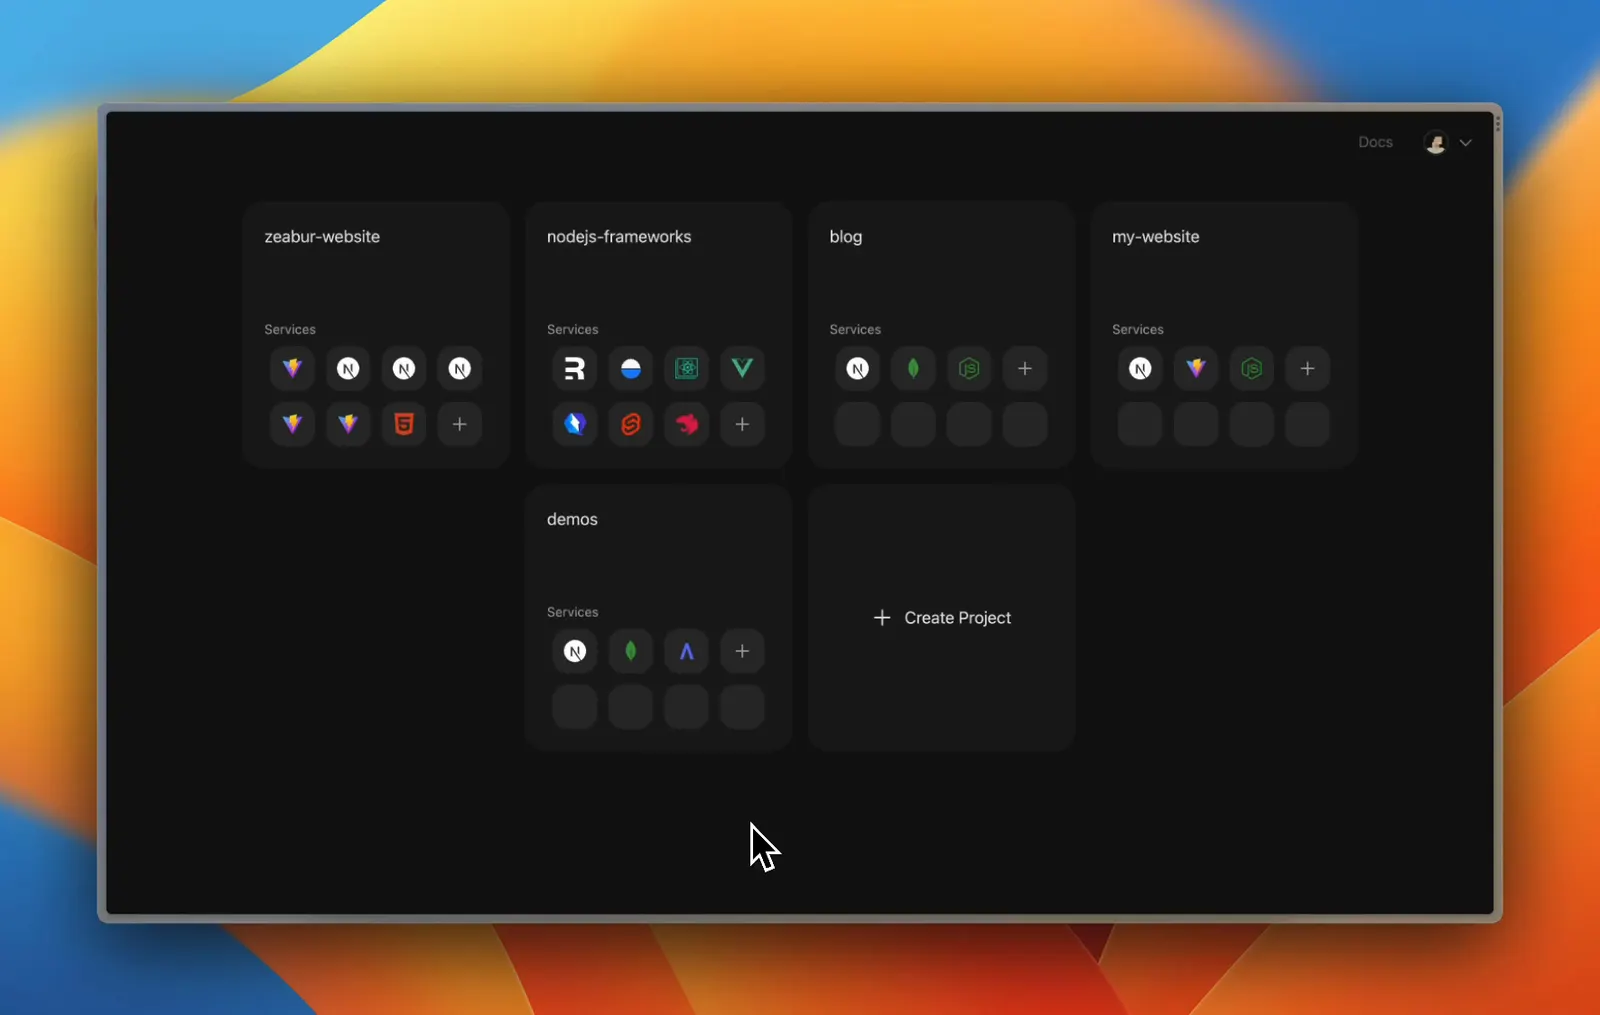 Docs
zeabur-website
nodejs-frameworks
blog
my-website
Services
Services
Services
Services
demos
Services
Create Project